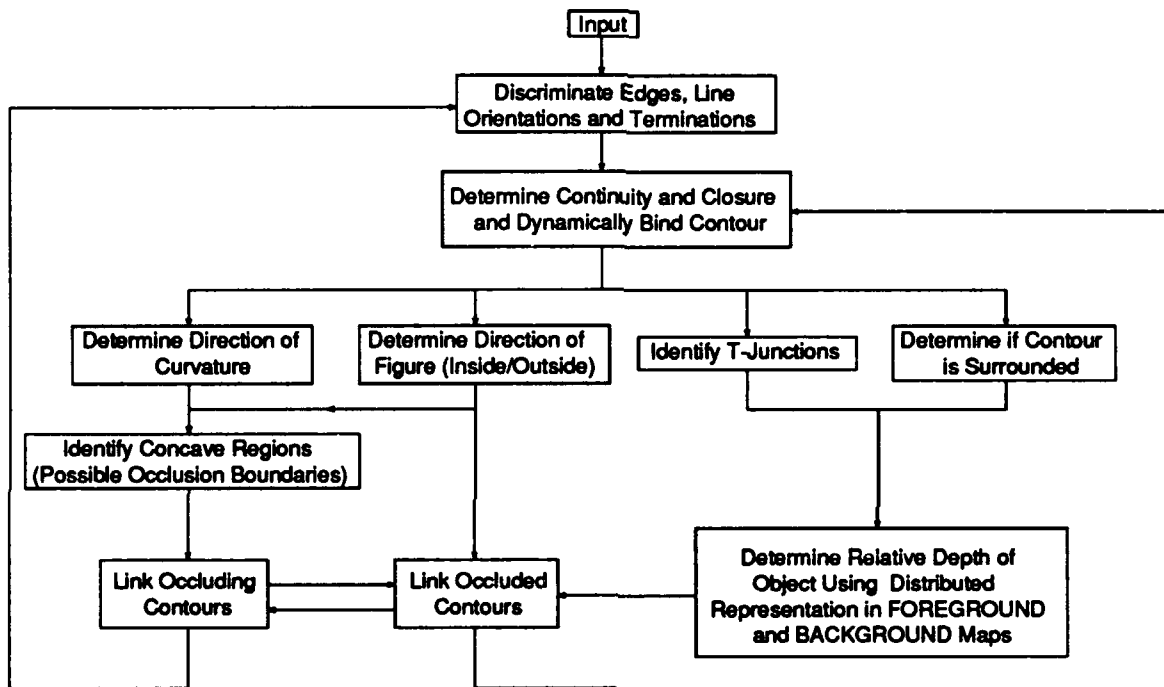 Input
Discriminate Edges, Line
Orientations and Terminations
Determine Continuity and Closure
and Dynamically Bind Contour
Determine Direction of
Curvature
Determine Direction of
Figure (Inside/Outside)
Identify T-Junctions
Determine if Contour
is Surrounded
Identify Concave Regions
(Possible Occlusion Boundaries)
Link Occluding
Contours
Link Occluded
Contours
Determine Relative Depth of
Object Using Distributed
Representation in FOREGROUND
and BACKGROUND Maps